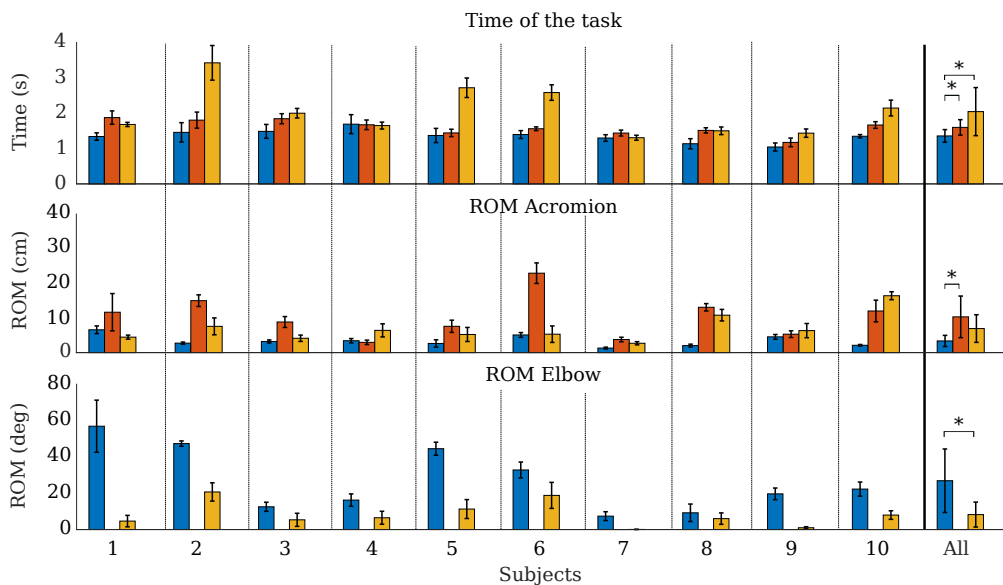 Time of the task
Time (s)
4
3
2
1
0
*
*
ROM Acromion
ROM (cm)
40
30
20
10
0
*
ROM Elbow
ROM (deg)
80
60
40
20
0
*
1 2 3 4 5 6 7 8 9 10 All
Subjects